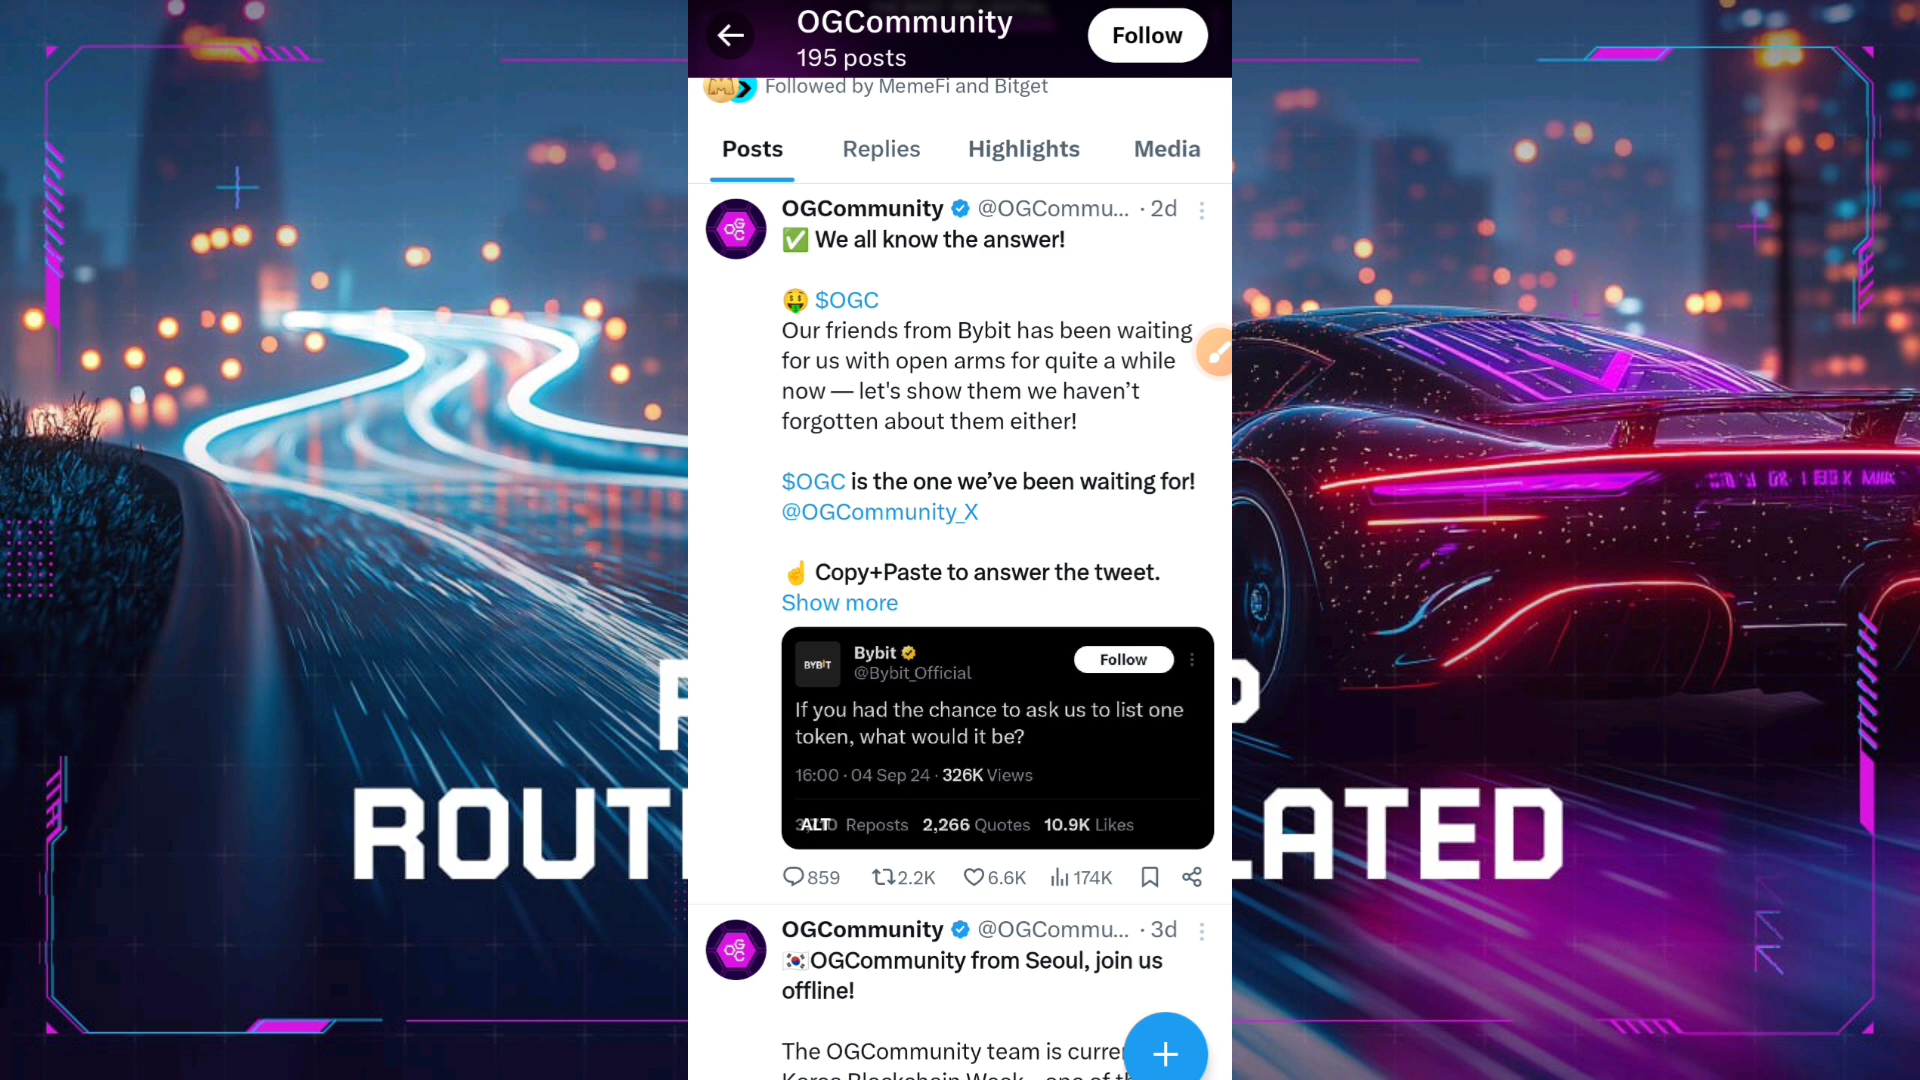 OGCommunity
195 posts
Follow
Followed by MemeFi and Bitget
Posts
Replies
Highlights
Media
OGCommunity @OGCommu... · 2d
✅ We all know the answer!
🤑 $OGC
Our friends from Bybit has been waiting
for us with open arms for quite a while
now — let's show them we haven’t
forgotten about them either!
$OGC is the one we’ve been waiting for!
@OGCommunity_X
☝️ Copy+Paste to answer the tweet.
Show more
BYBIT
Bybit
@Bybit_Official
Follow
If you had the chance to ask us to list one
token, what would it be?
16:00 · 04 Sep 24 · 326K Views
ALT
Reposts 2,266 Quotes 10.9K Likes
859 2.2K 6.6K 174K
OGCommunity @OGCommu... · 3d
🇰🇷OGCommunity from Seoul, join us
offline!
The OGCommunity team is curre
ROUT
LATED